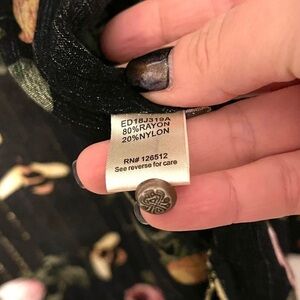 ED18J319A
80%RAYON
20%NYLON
RN# 126512
See reverse for care